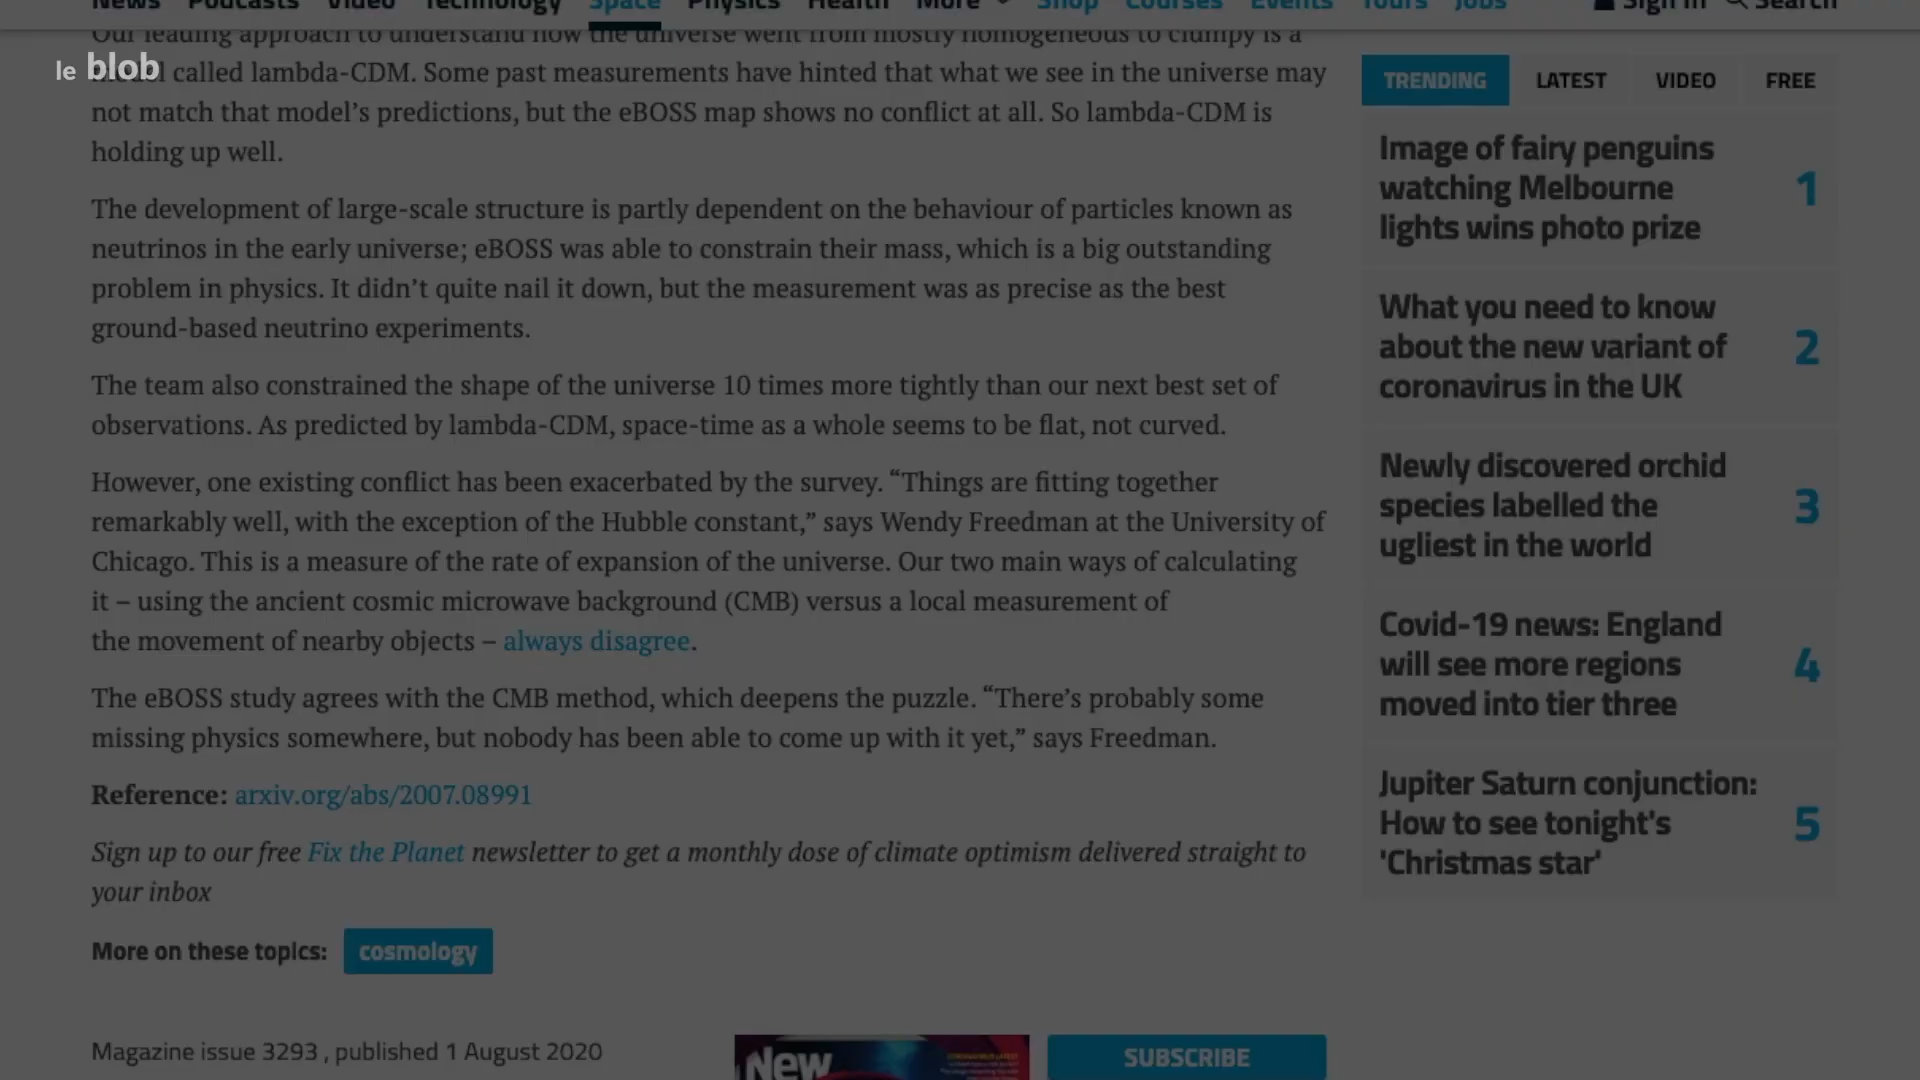 News Podcasts Video Technology Space Physics Health More Shop Courses Events Tours Jobs Sign In Search
le blob
Our leading approach to understand how the universe went from mostly homogeneous to clumpy is a
called lambda-CDM. Some past measurements have hinted that what we see in the universe may
not match that model’s predictions, but the eBOSS map shows no conflict at all. So lambda-CDM is
holding up well.
The development of large-scale structure is partly dependent on the behaviour of particles known as
neutrinos in the early universe; eBOSS was able to constrain their mass, which is a big outstanding
problem in physics. It didn’t quite nail it down, but the measurement was as precise as the best
ground-based neutrino experiments.
The team also constrained the shape of the universe 10 times more tightly than our next best set of
observations. As predicted by lambda-CDM, space-time as a whole seems to be flat, not curved.
However, one existing conflict has been exacerbated by the survey. “Things are fitting together
remarkably well, with the exception of the Hubble constant,” says Wendy Freedman at the University of
Chicago. This is a measure of the rate of expansion of the universe. Our two main ways of calculating
it – using the ancient cosmic microwave background (CMB) versus a local measurement of
the movement of nearby objects – always disagree.
The eBOSS study agrees with the CMB method, which deepens the puzzle. “There’s probably some
missing physics somewhere, but nobody has been able to come up with it yet,” says Freedman.
Reference: arxiv.org/abs/2007.08991
Sign up to our free Fix the Planet newsletter to get a monthly dose of climate optimism delivered straight to
your inbox
More on these topics: cosmology
Magazine issue 3293 , published 1 August 2020
New
SUBSCRIBE
TRENDING LATEST VIDEO FREE
Image of fairy penguins
watching Melbourne
lights wins photo prize
1
What you need to know
about the new variant of
coronavirus in the UK
2
Newly discovered orchid
species labelled the
ugliest in the world
3
Covid-19 news: England
will see more regions
moved into tier three
4
Jupiter Saturn conjunction:
How to see tonight's
'Christmas star'
5